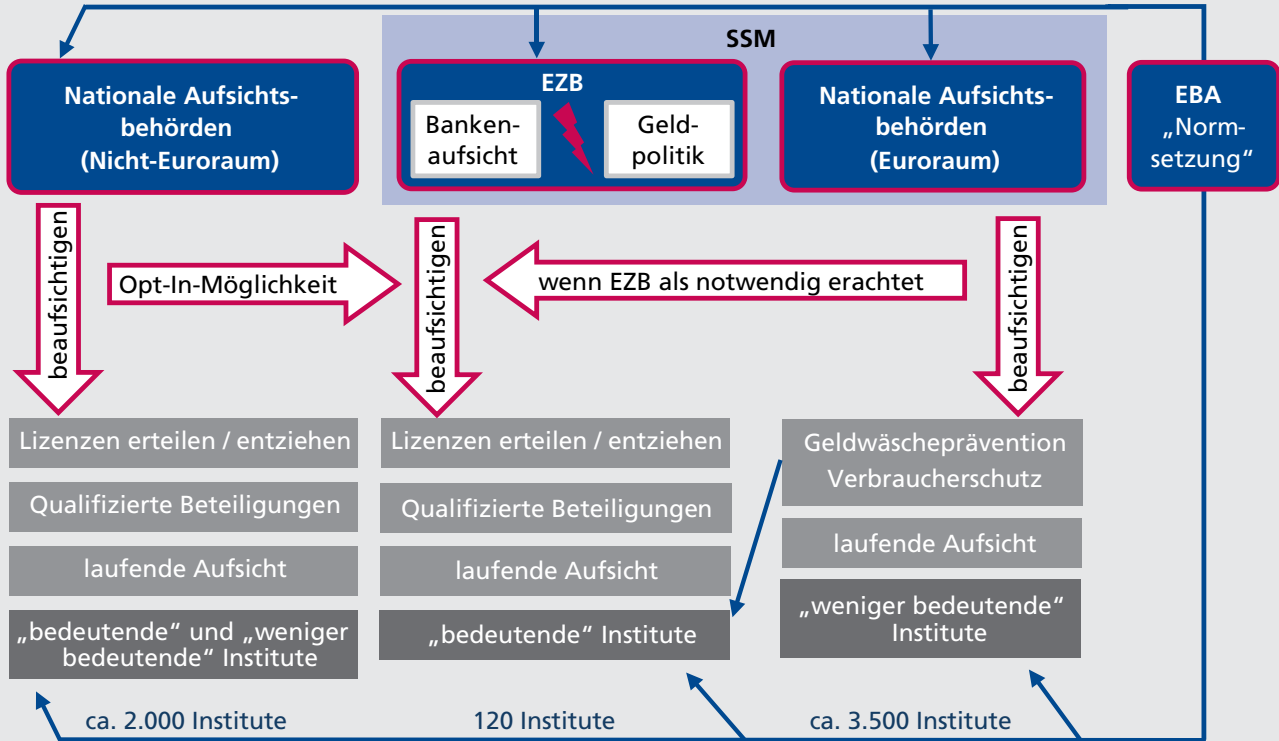 SSM
Nationale Aufsichts-
behörden
(Nicht-Euroraum)
EZB
Banken-
aufsicht
Geld-
politik
Nationale Aufsichts-
behörden
(Euroraum)
EBA
„Norm-
setzung“
beaufsichtigen
Opt-In-Möglichkeit
beaufsichtigen
wenn EZB als notwendig erachtet
beaufsichtigen
Lizenzen erteilen / entziehen
Qualifizierte Beteiligungen
laufende Aufsicht
„bedeutende“ und „weniger
bedeutende“ Institute
ca. 2.000 Institute
Lizenzen erteilen / entziehen
Qualifizierte Beteiligungen
laufende Aufsicht
„bedeutende“ Institute
120 Institute
Geldwäscheprävention
Verbraucherschutz
laufende Aufsicht
„weniger bedeutende“
Institute
ca. 3.500 Institute